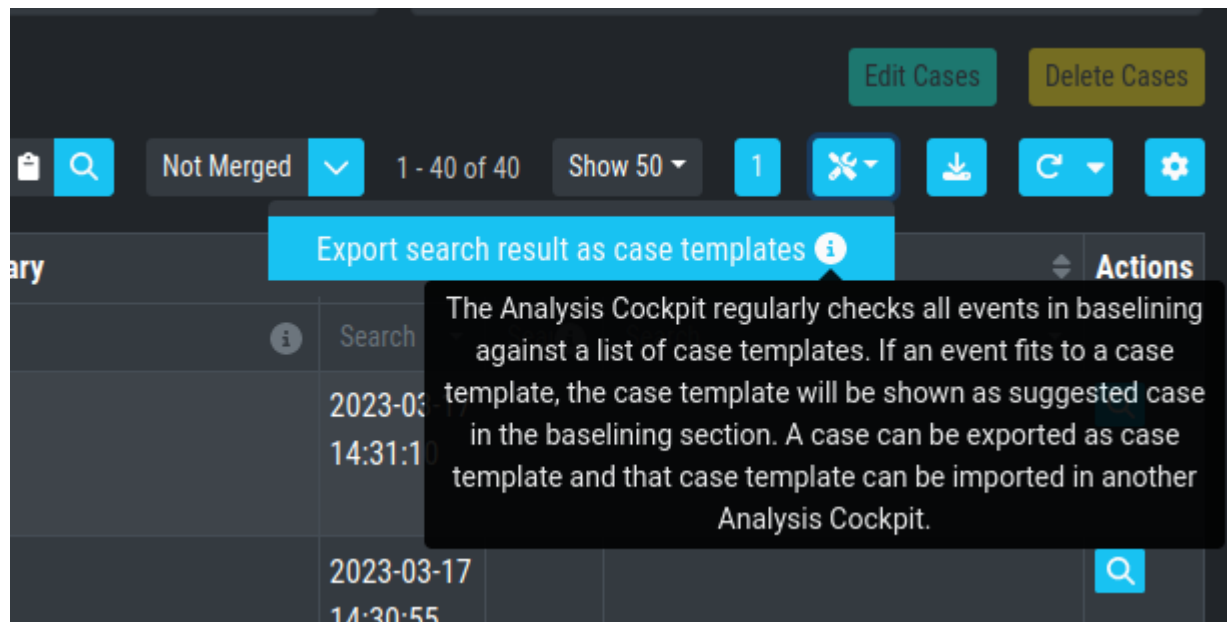 Edit Cases Delete Cases
Not Merged 1 - 40 of 40 Show 50 1
Export search result as case templates
ary Actions
Search
The Analysis Cockpit regularly checks all events in baselining
against a list of case templates. If an event fits to a case
template, the case template will be shown as suggested case
in the baselining section. A case can be exported as case
template and that case template can be imported in another
Analysis Cockpit.
2023-03-17
14:31:10
2023-03-17
14:30:55